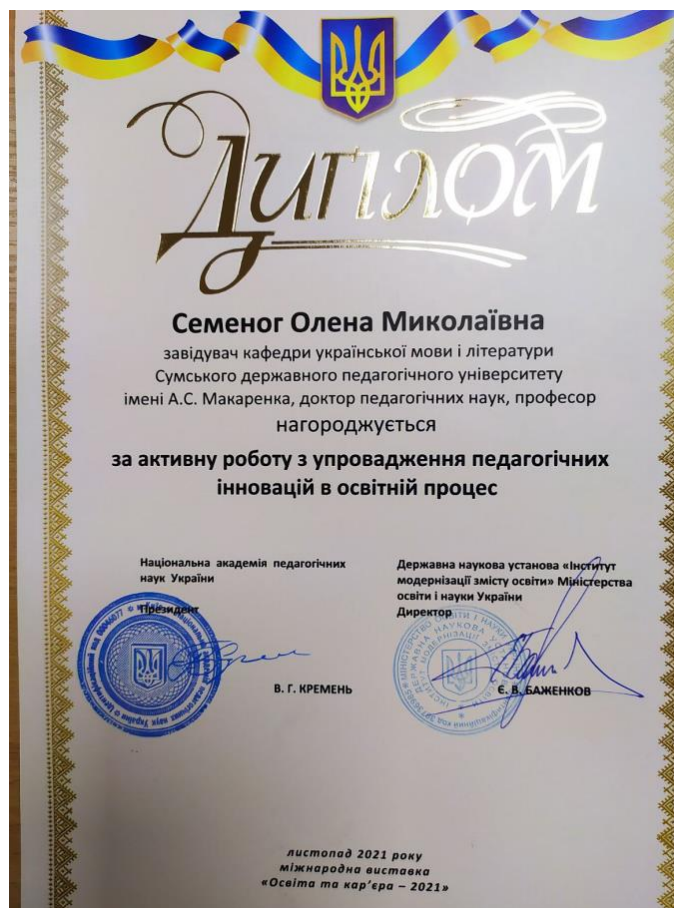 Диплом
Семеног Олена Миколаївна
завідувач кафедри української мови і літератури
Сумського державного педагогічного університету
імені А.С. Макаренка, доктор педагогічних наук, професор
нагороджується
за активну роботу з упровадження педагогічних
інновацій в освітній процес
Національна академія педагогічних
наук України
Президент
В. Г. КРЕМЕНЬ
Державна наукова установа «Інститут
модернізації змісту освіти» Міністерства
освіти і науки України
Директор
Є. В. БАЖЕНКОВ
листопад 2021 року
міжнародна виставка
«Освіта та кар’єра – 2021»